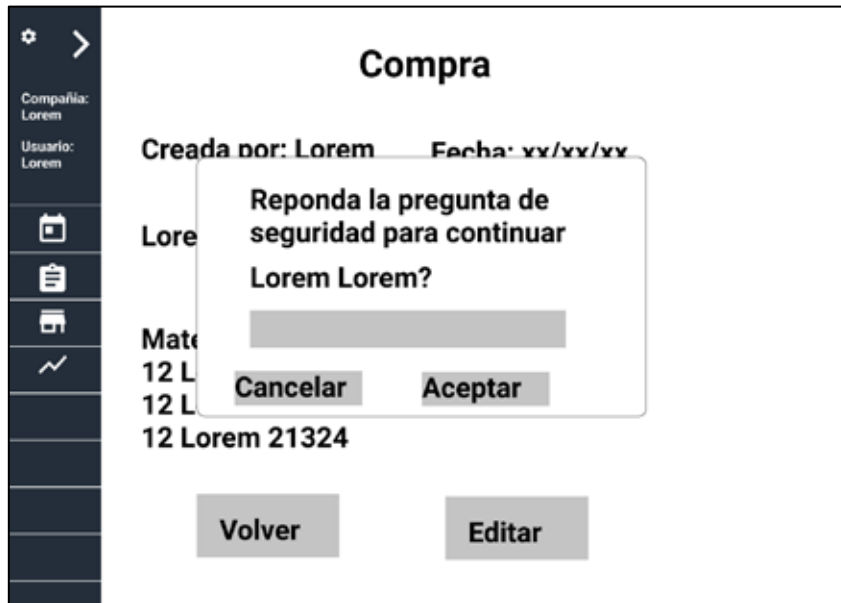 Compañia:
Lorem
Usuario:
Lorem
Compra
Creada por: Lorem Fecha: xx/xx/xx
Reponda la pregunta de
seguridad para continuar
Lorem Lorem?
Cancelar Aceptar
12 Lorem 21324
Volver Editar